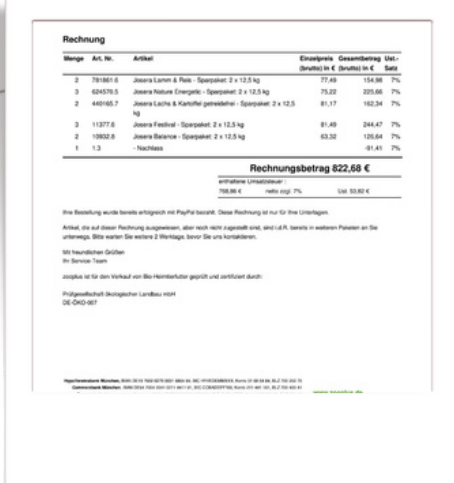 Rechnung
Menge Art. Nr. Artikel Einzelpreis Gesamtbetrag Ust.-
(brutto) in € (brutto) in € Satz
2 781861.6 Josera Lamm & Reis - Sparpaket: 2 x 12,5 kg 77,49 154,98 7%
3 624570.5 Josera Nature Energetic - Sparpaket: 2 x 12,5 kg 75,22 225,66 7%
2 440165.7 Josera Lachs & Kartoffel getreidefrei - Sparpaket: 2 x 12,5 81,17 162,34 7%
kg
3 11377.6 Josera Festival - Sparpaket: 2 x 12,5 kg 81,49 244,47 7%
2 10932.8 Josera Balance - Sparpaket: 2 x 12,5 kg 63,32 126,64 7%
1 1.3 - Nachlass -91,41 7%
Rechnungsbetrag 822,68 €
enthaltene Umsatzsteuer :
768,86 € netto zzgl. 7% Ust. 53,82 €
Ihre Bestellung wurde bereits erfolgreich mit PayPal bezahlt. Diese Rechnung ist nur für Ihre Unterlagen.
Artikel, die auf dieser Rechnung ausgewiesen, aber noch nicht zugestellt sind, sind i.d.R. bereits in weiteren Paketen an Sie
unterwegs. Bitte warten Sie weitere 2 Werktage, bevor Sie uns kontaktieren.
Mit freundlichen Grüßen
Ihr Service-Team
zooplus ist für den Verkauf von Bio Heimtierfutter geprüft und zertifiziert durch:
Prüfgesellschaft ökologischer Landbau mbH
DE-ÖKO-007
Hypovereinsbank München,
Commerzbank München,
www.zooplus.de